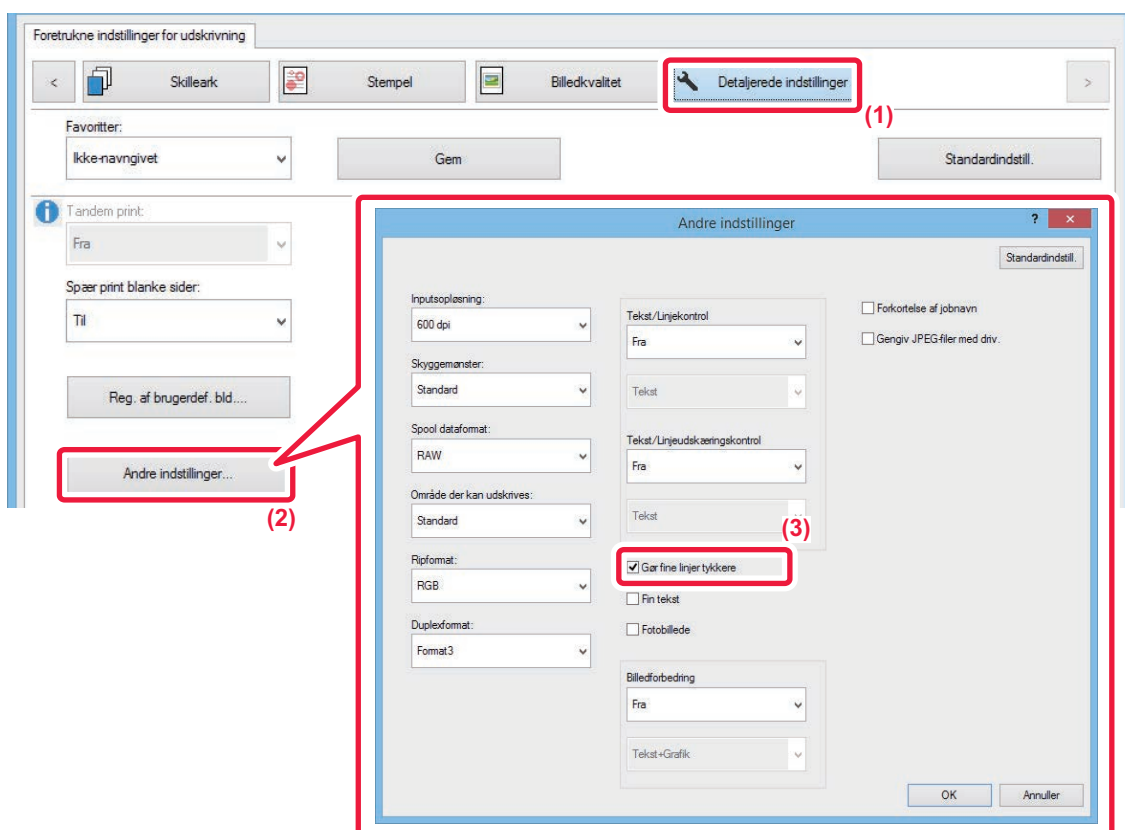 Foretrukne indstillinger for udskrivning
<
Skilleark
Stempel
Billedkvalitet
Detaljerede indstillinger
>
(1)
Favoritter:
Ikke-navngivet
Gem
Standardindstill.
Tandem print:
Fra
Spær print blanke sider:
Til
Reg. af brugerdef. bld....
Andre indstillinger...
(2)
Andre indstillinger
?
×
Standardindstill.
Inputsopløsning:
600 dpi
Skyggemønster:
Standard
Spool dataformat:
RAW
Område der kan udskrives:
Standard
Ripformat:
RGB
Duplexformat:
Format3
Tekst/Linjekontrol
Fra
Tekst
Tekst/Linjeudskæringskontrol
Fra
Tekst
(3)
Gør fine linjer tykkere
Fin tekst
Fotobillede
Billedforbedring
Fra
Tekst+Grafik
Forkortelse af jobnavn
Gengiv JPEG-filer med driv.
OK
Annuller